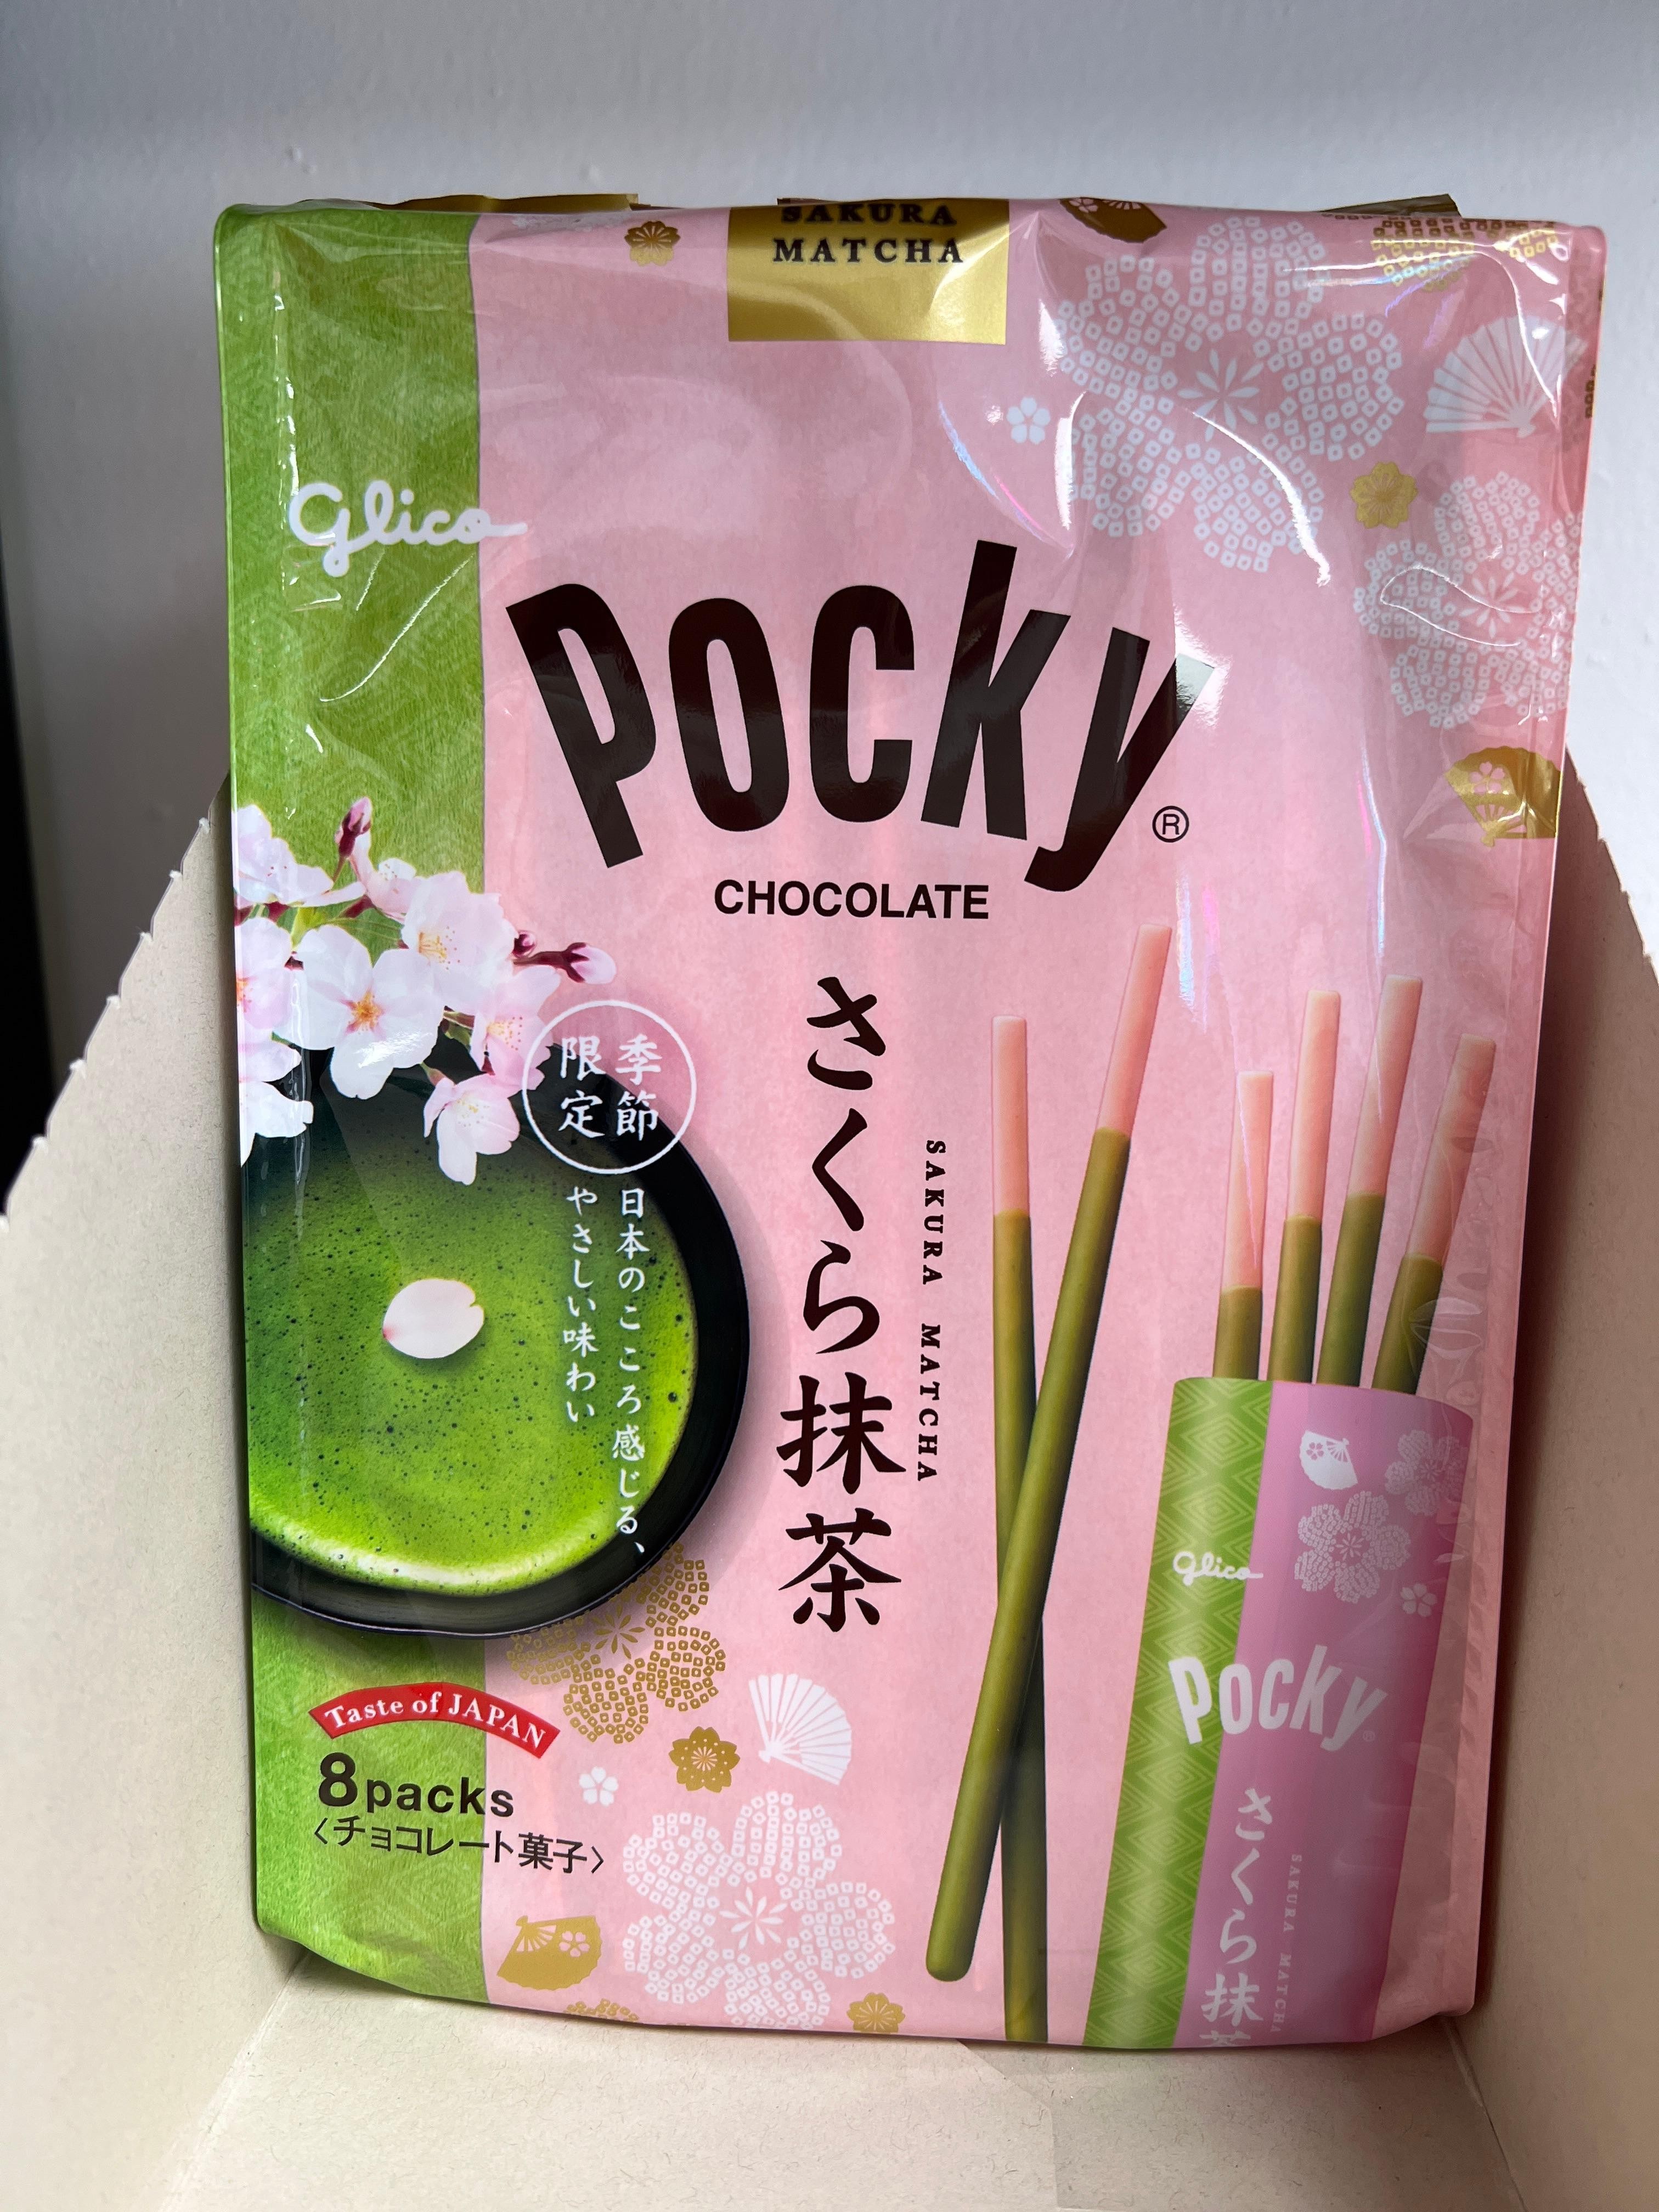 SAKURA
MATCHA
Glico
Pocky®
CHOCOLATE
さくら抹茶
SAKURA MATCHA
季節
限定
日本のこころ感じる、
やさしい味わい
Taste of JAPAN
8packs
〈チョコレート菓子〉
Glico
Pocky®
さくら抹茶
SAKURA MATCHA